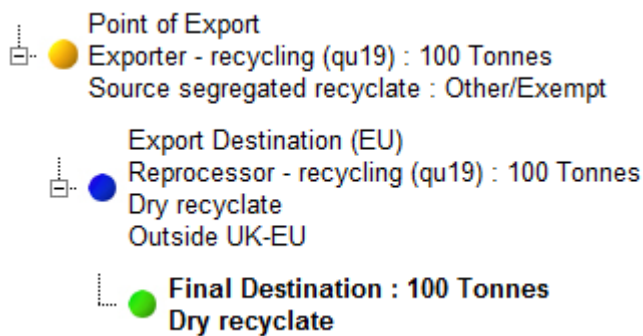 Point of Export
Exporter - recycling (qu19) : 100 Tonnes
Source segregated recyclate : Other/Exempt
Export Destination (EU)
Reprocessor - recycling (qu19) : 100 Tonnes
Dry recyclate
Outside UK-EU
Final Destination : 100 Tonnes
Dry recyclate